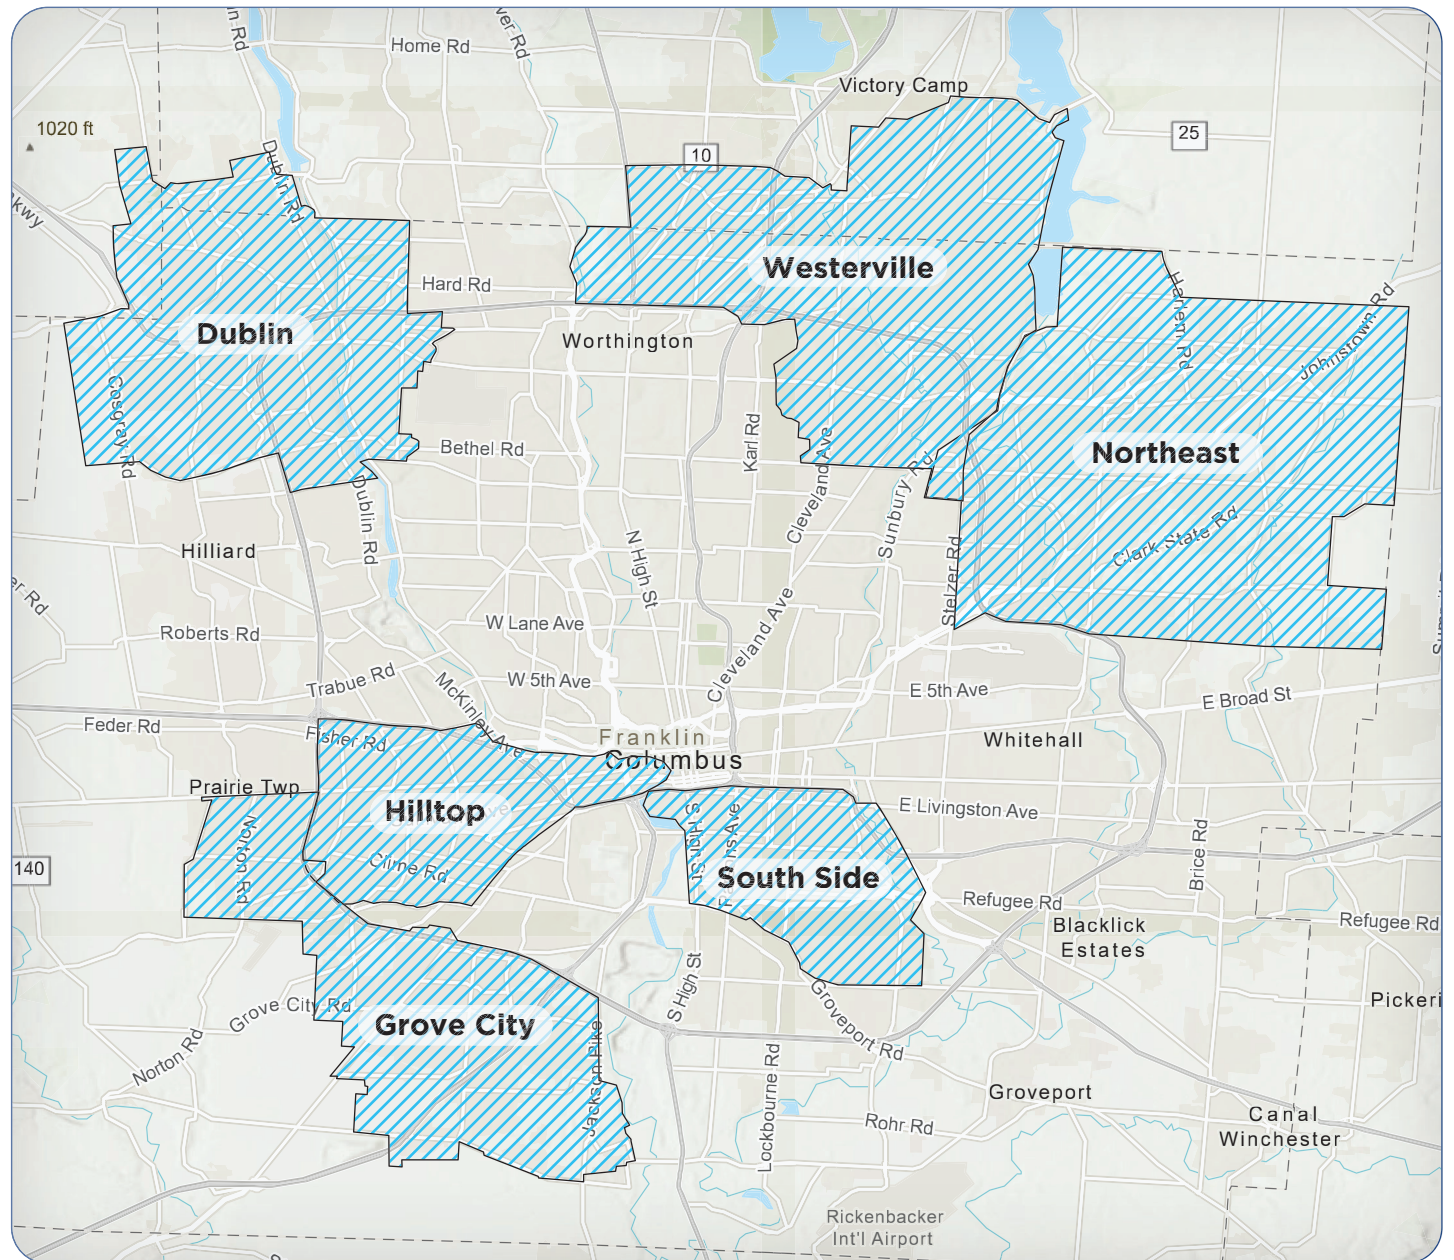 Home Rd
Victory Camp
1020 ft
25
10
Dublin Rd
Hard Rd
Westerville
Harlem Rd
Johnstown Rd
Dublin
Worthington
Cosgray Rd
Bethel Rd
Karl Rd
Cleveland Ave
Sunbury Rd
Northeast
Dublin Rd
Clark State Rd
Hilliard
N High St
Stelzer Rd
Roberts Rd
W Lane Ave
Cleveland Ave
Trabue Rd
McKinley Ave
W 5th Ave
E 5th Ave
E Broad St
Feder Rd
Fisher Rd
Franklin
Columbus
Whitehall
Prairie Twp
Hilltop
E Livingston Ave
Norton Rd
S High St
140
Clime Rd
South Side
Brice Rd
Refugee Rd
Blacklick
Estates
Refugee Rd
Grove City Rd
Grove City
S High St
Groveport Rd
Norton Rd
Jackson Pike
Lockbourne Rd
Groveport
Rohr Rd
Canal
Winchester
Rickenbacker
Int'l Airport